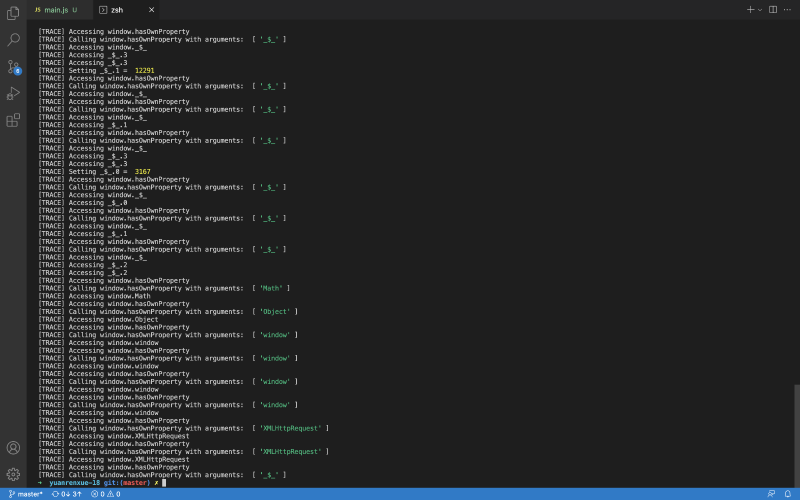 JS main.js U
zsh
[TRACE] Accessing window.hasOwnProperty
[TRACE] Calling window.hasOwnProperty with arguments:  [ '_$_' ]
[TRACE] Accessing window._$_
[TRACE] Accessing _$_.3
[TRACE] Accessing _$_.3
[TRACE] Setting _$_.1 =  12291
[TRACE] Accessing window.hasOwnProperty
[TRACE] Calling window.hasOwnProperty with arguments:  [ '_$_' ]
[TRACE] Accessing window._$_
[TRACE] Accessing window.hasOwnProperty
[TRACE] Calling window.hasOwnProperty with arguments:  [ '_$_' ]
[TRACE] Accessing window._$_
[TRACE] Accessing _$_.1
[TRACE] Accessing window.hasOwnProperty
[TRACE] Calling window.hasOwnProperty with arguments:  [ '_$_' ]
[TRACE] Accessing window._$_
[TRACE] Accessing _$_.3
[TRACE] Accessing _$_.3
[TRACE] Setting _$_.0 =  3167
[TRACE] Accessing window.hasOwnProperty
[TRACE] Calling window.hasOwnProperty with arguments:  [ '_$_' ]
[TRACE] Accessing window._$_
[TRACE] Accessing _$_.0
[TRACE] Accessing window.hasOwnProperty
[TRACE] Calling window.hasOwnProperty with arguments:  [ '_$_' ]
[TRACE] Accessing window._$_
[TRACE] Accessing _$_.1
[TRACE] Accessing window.hasOwnProperty
[TRACE] Calling window.hasOwnProperty with arguments:  [ '_$_' ]
[TRACE] Accessing window._$_
[TRACE] Accessing _$_.2
[TRACE] Accessing _$_.2
[TRACE] Accessing window.hasOwnProperty
[TRACE] Calling window.hasOwnProperty with arguments:  [ 'Math' ]
[TRACE] Accessing window.Math
[TRACE] Accessing window.hasOwnProperty
[TRACE] Calling window.hasOwnProperty with arguments:  [ 'Object' ]
[TRACE] Accessing window.Object
[TRACE] Accessing window.hasOwnProperty
[TRACE] Calling window.hasOwnProperty with arguments:  [ 'window' ]
[TRACE] Accessing window.window
[TRACE] Accessing window.hasOwnProperty
[TRACE] Calling window.hasOwnProperty with arguments:  [ 'window' ]
[TRACE] Accessing window.window
[TRACE] Accessing window.hasOwnProperty
[TRACE] Calling window.hasOwnProperty with arguments:  [ 'window' ]
[TRACE] Accessing window.window
[TRACE] Accessing window.hasOwnProperty
[TRACE] Calling window.hasOwnProperty with arguments:  [ 'window' ]
[TRACE] Accessing window.window
[TRACE] Accessing window.hasOwnProperty
[TRACE] Calling window.hasOwnProperty with arguments:  [ 'XMLHttpRequest' ]
[TRACE] Accessing window.XMLHttpRequest
[TRACE] Accessing window.hasOwnProperty
[TRACE] Calling window.hasOwnProperty with arguments:  [ 'XMLHttpRequest' ]
[TRACE] Accessing window.XMLHttpRequest
[TRACE] Accessing window.hasOwnProperty
[TRACE] Calling window.hasOwnProperty with arguments:  [ '_$_' ]
➜  yuanrenxue-18 git:(master) ✗
6
master* 0↓ 3↑ 0 0